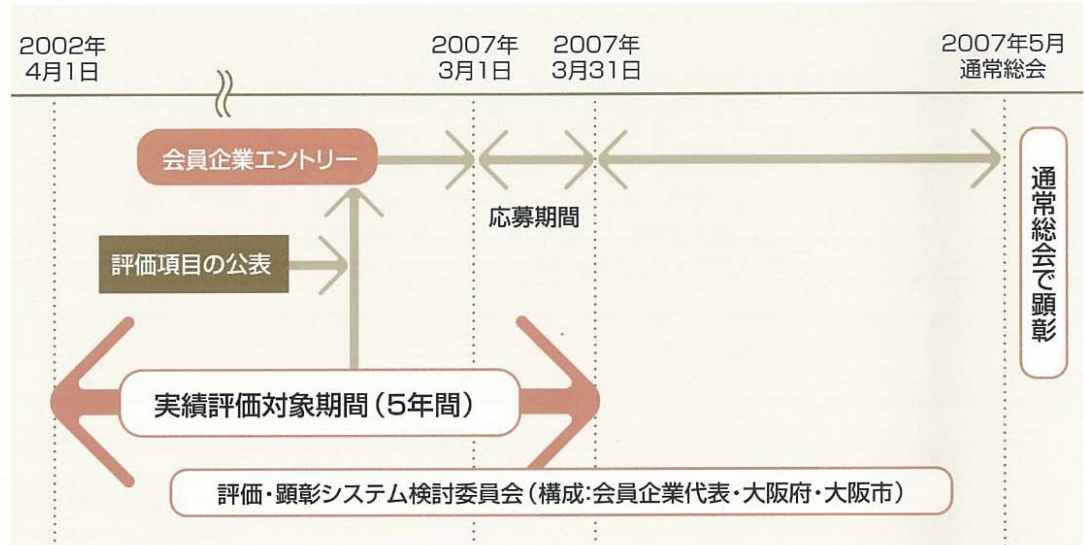 2002年
4月1日
2007年
3月1日
2007年
3月31日
2007年5月
通常総会
会員企業エントリー
応募期間
評価項目の公表
通常総会で顕彰
実績評価対象期間（5年間）
評価・顕彰システム検討委員会（構成：会員企業代表・大阪府・大阪市）